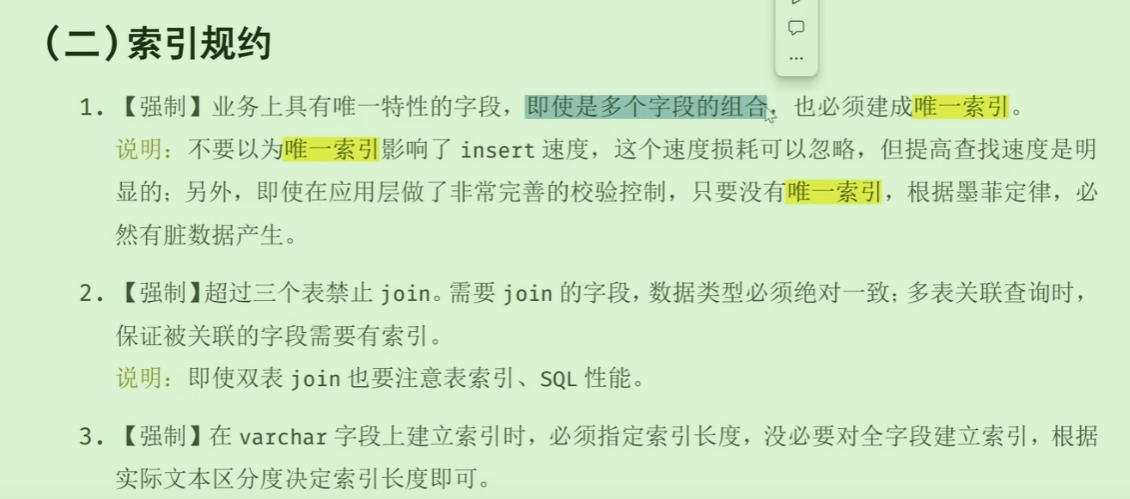 (二)索引规约
1.【强制】业务上具有唯一特性的字段，即使是多个字段的组合，也必须建成唯一索引。
说明：不要以为唯一索引影响了 insert 速度，这个速度损耗可以忽略，但提高查找速度是明
显的；另外，即使在应用层做了非常完善的校验控制，只要没有唯一索引，根据墨菲定律，必
然有脏数据产生。
2.【强制】超过三个表禁止 join。需要 join 的字段，数据类型必须绝对一致；多表关联查询时，
保证被关联的字段需要有索引。
说明：即使双表 join 也要注意表索引、SQL 性能。
3.【强制】在 varchar 字段上建立索引时，必须指定索引长度，没必要对全字段建立索引，根据
实际文本区分度决定索引长度即可。